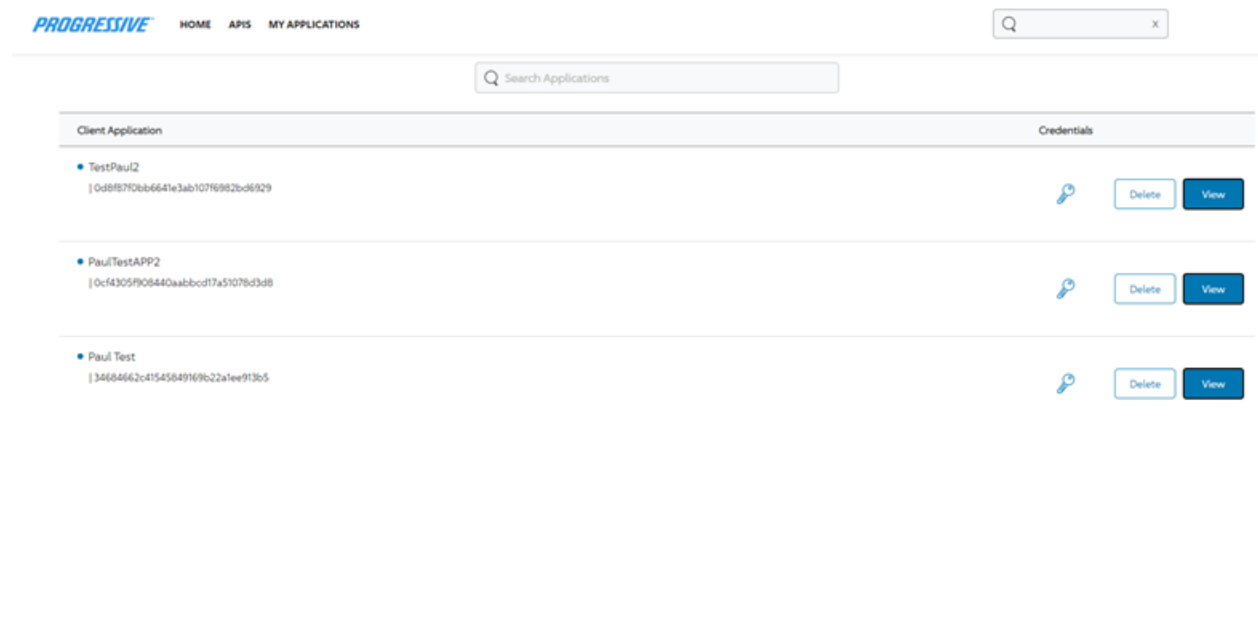 PROGRESSIVE HOME APIS MY APPLICATIONS x
Search Applications
Client Application Credentials
TestPaul2
|0d8f87f0bb6641e3ab107f6982bd6929
Delete View
PaulTestAPP2
|0cf4305f908440aabbcd17a51078d3d8
Delete View
Paul Test
|34684662c41545849169b22a1ee913b5
Delete View